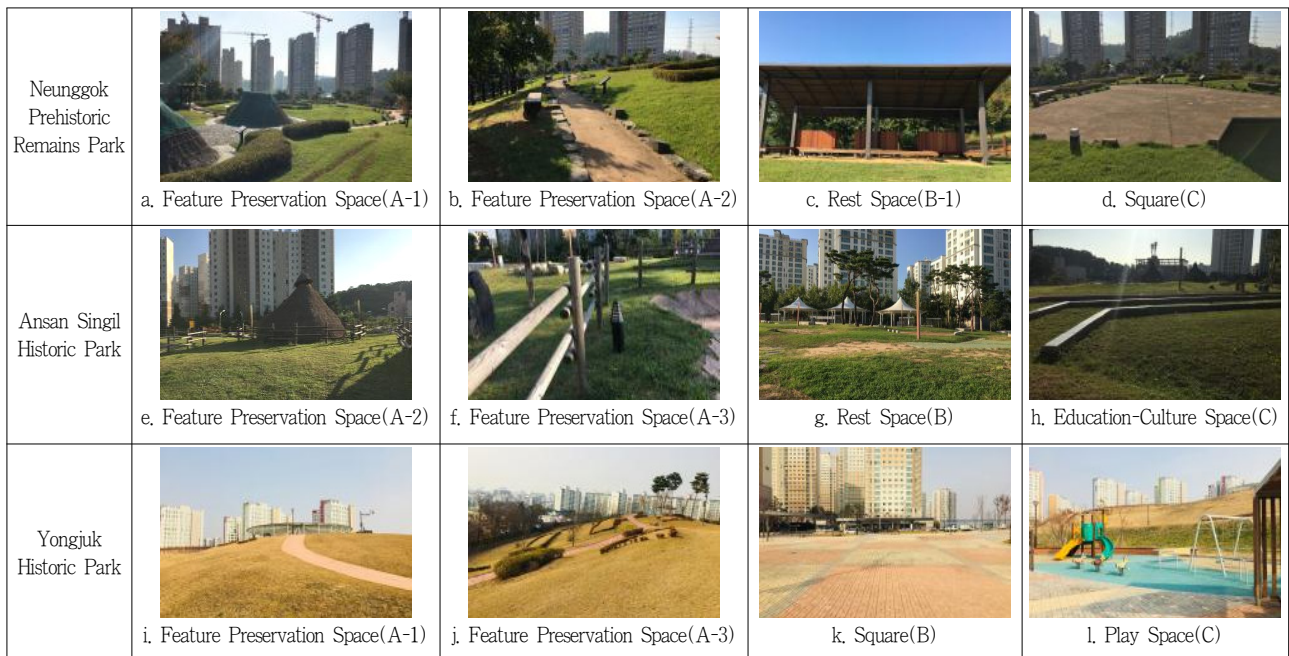 Neunggok
Prehistoric
Remains Park
a. Feature Preservation Space(A-1)
b. Feature Preservation Space(A-2)
c. Rest Space(B-1)
d. Square(C)
Ansan Singil
Historic Park
e. Feature Preservation Space(A-2)
f. Feature Preservation Space(A-3)
g. Rest Space(B)
h. Education-Culture Space(C)
Yongjuk
Historic Park
i. Feature Preservation Space(A-1)
j. Feature Preservation Space(A-3)
k. Square(B)
l. Play Space(C)